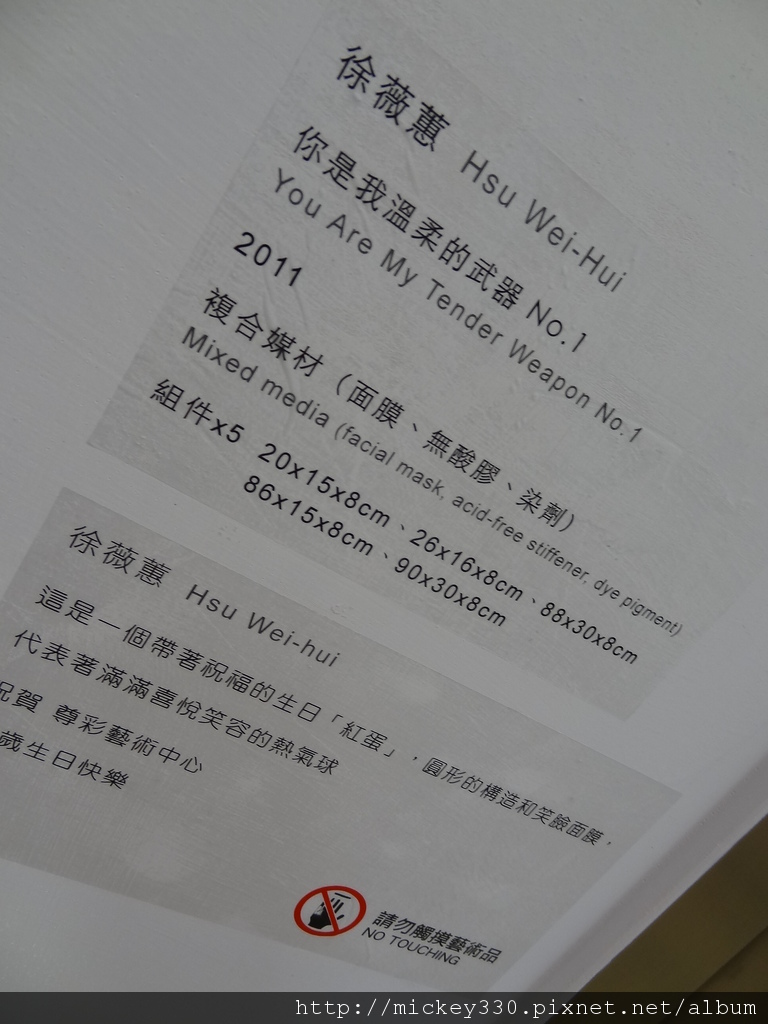 徐薇蕙 Hsu Wei-Hui
你是我溫柔的武器 No.1
You Are My Tender Weapon No.1
2011
複合媒材（面膜、無酸膠、染劑）
Mixed media (facial mask, acid-free stiffener, dye pigment)
組件x5 20x15x8cm、26x16x8cm、88x30x8cm
86x15x8cm、90x30x8cm
徐薇蕙 Hsu Wei-hui
這是一個帶著祝福的生日「紅蛋」，圓形的構造和笑臉面膜，
代表著滿滿喜悅笑容的熱氣球
祝賀 尊彩藝術中心
歲生日快樂
請勿觸摸藝術品
NO TOUCHING
http://mickey330.pixnet.net/album